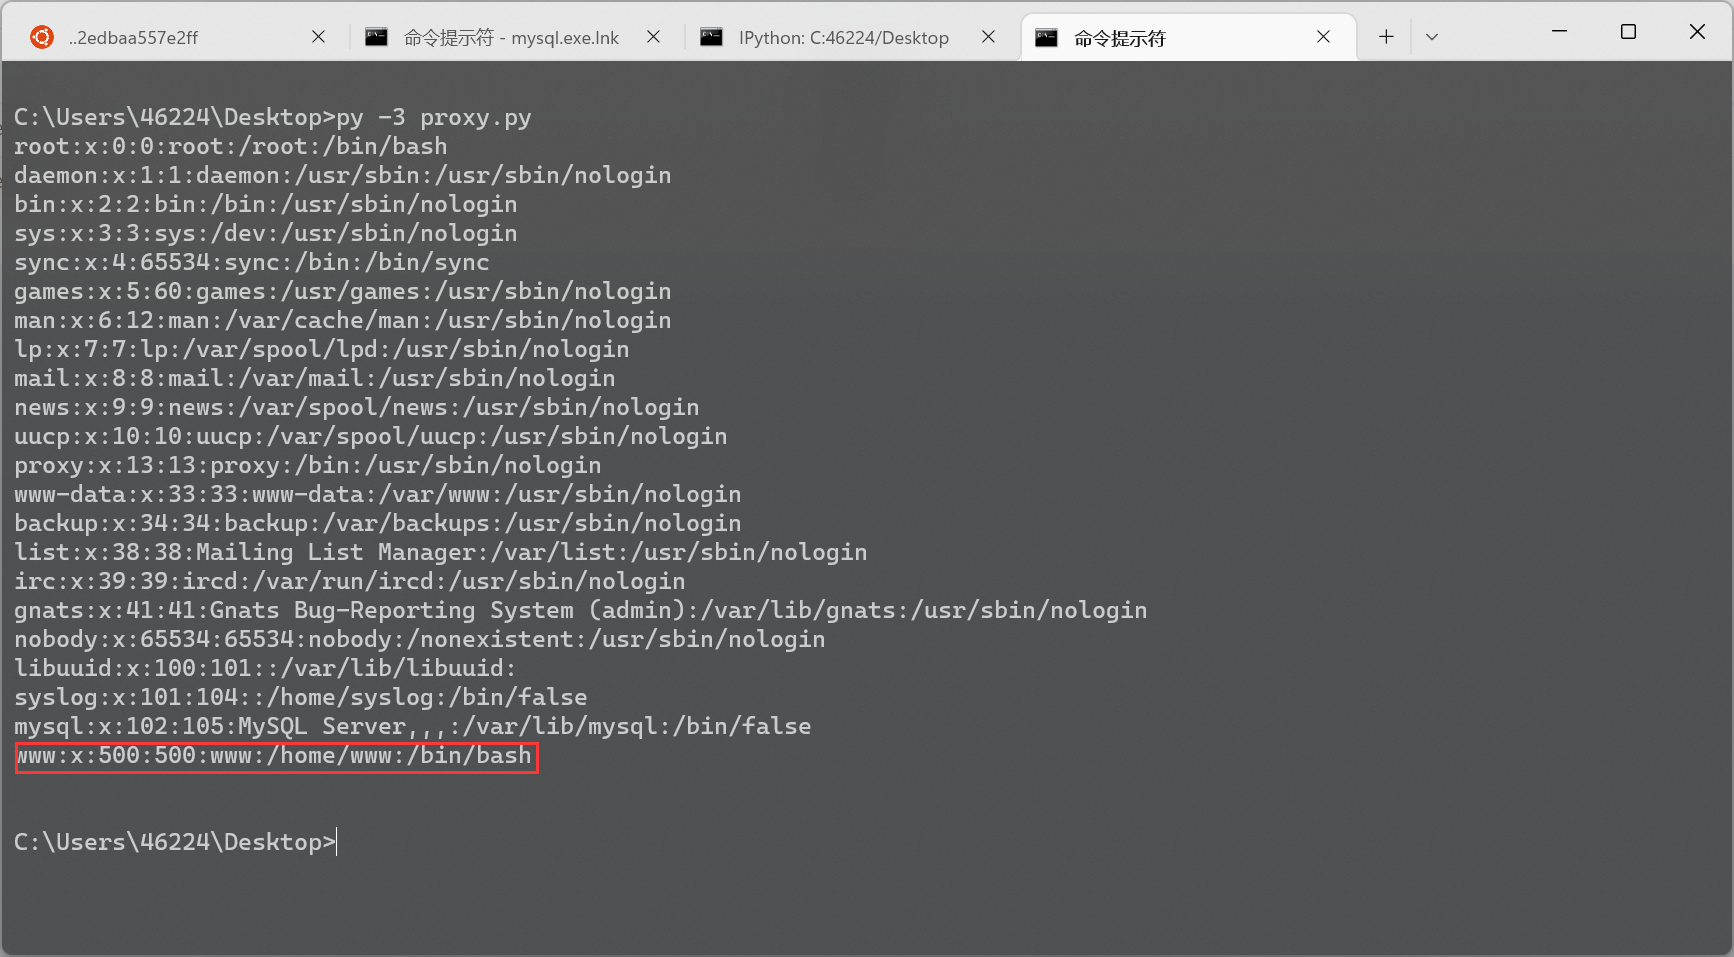 ..2edbaa557e2ff
命令提示符 - mysql.exe.lnk
IPython: C:46224/Desktop
命令提示符
C:\Users\46224\Desktop>py -3 proxy.py
root:x:0:0:root:/root:/bin/bash
daemon:x:1:1:daemon:/usr/sbin:/usr/sbin/nologin
bin:x:2:2:bin:/bin:/usr/sbin/nologin
sys:x:3:3:sys:/dev:/usr/sbin/nologin
sync:x:4:65534:sync:/bin:/bin/sync
games:x:5:60:games:/usr/games:/usr/sbin/nologin
man:x:6:12:man:/var/cache/man:/usr/sbin/nologin
lp:x:7:7:lp:/var/spool/lpd:/usr/sbin/nologin
mail:x:8:8:mail:/var/mail:/usr/sbin/nologin
news:x:9:9:news:/var/spool/news:/usr/sbin/nologin
uucp:x:10:10:uucp:/var/spool/uucp:/usr/sbin/nologin
proxy:x:13:13:proxy:/bin:/usr/sbin/nologin
www-data:x:33:33:www-data:/var/www:/usr/sbin/nologin
backup:x:34:34:backup:/var/backups:/usr/sbin/nologin
list:x:38:38:Mailing List Manager:/var/list:/usr/sbin/nologin
irc:x:39:39:ircd:/var/run/ircd:/usr/sbin/nologin
gnats:x:41:41:Gnats Bug-Reporting System (admin):/var/lib/gnats:/usr/sbin/nologin
nobody:x:65534:65534:nobody:/nonexistent:/usr/sbin/nologin
libuuid:x:100:101::/var/lib/libuuid:
syslog:x:101:104::/home/syslog:/bin/false
mysql:x:102:105:MySQL Server,,,:/var/lib/mysql:/bin/false
www:x:500:500:www:/home/www:/bin/bash
C:\Users\46224\Desktop>